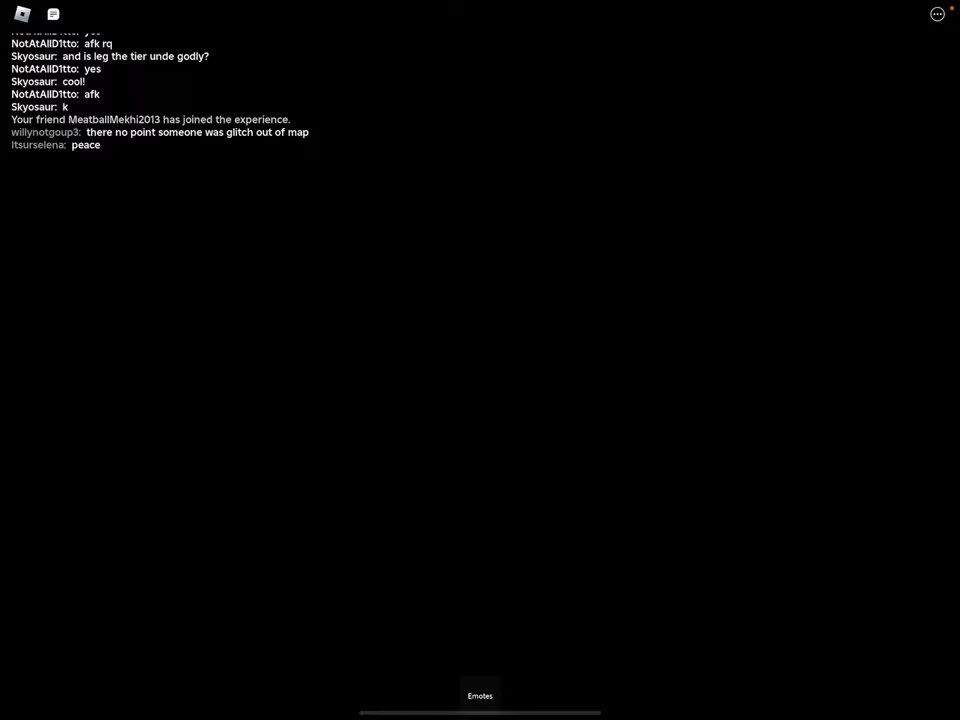 NotAtAllD1tto: yes
NotAtAllD1tto: afk rq
Skyosaur: and is leg the tier unde godly?
NotAtAllD1tto: yes
Skyosaur: cool!
NotAtAllD1tto: afk
Skyosaur: k
Your friend MeatballMekhi2013 has joined the experience.
willynotgoup3: there no point someone was glitch out of map
Itsurselena: peace
Emotes